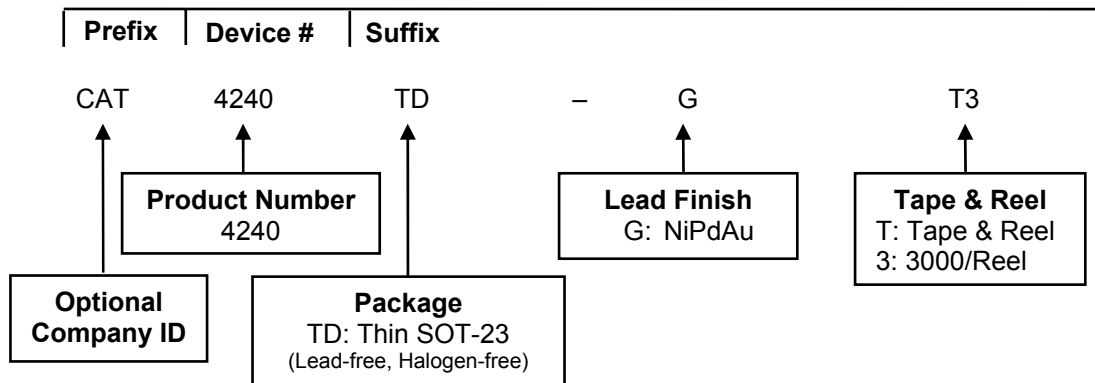 Prefix Device # Suffix
CAT 4240 TD – G T3
Product Number
4240
Lead Finish
G: NiPdAu
Tape & Reel
T: Tape & Reel
3: 3000/Reel
Optional
Company ID
Package
TD: Thin SOT-23
(Lead-free, Halogen-free)